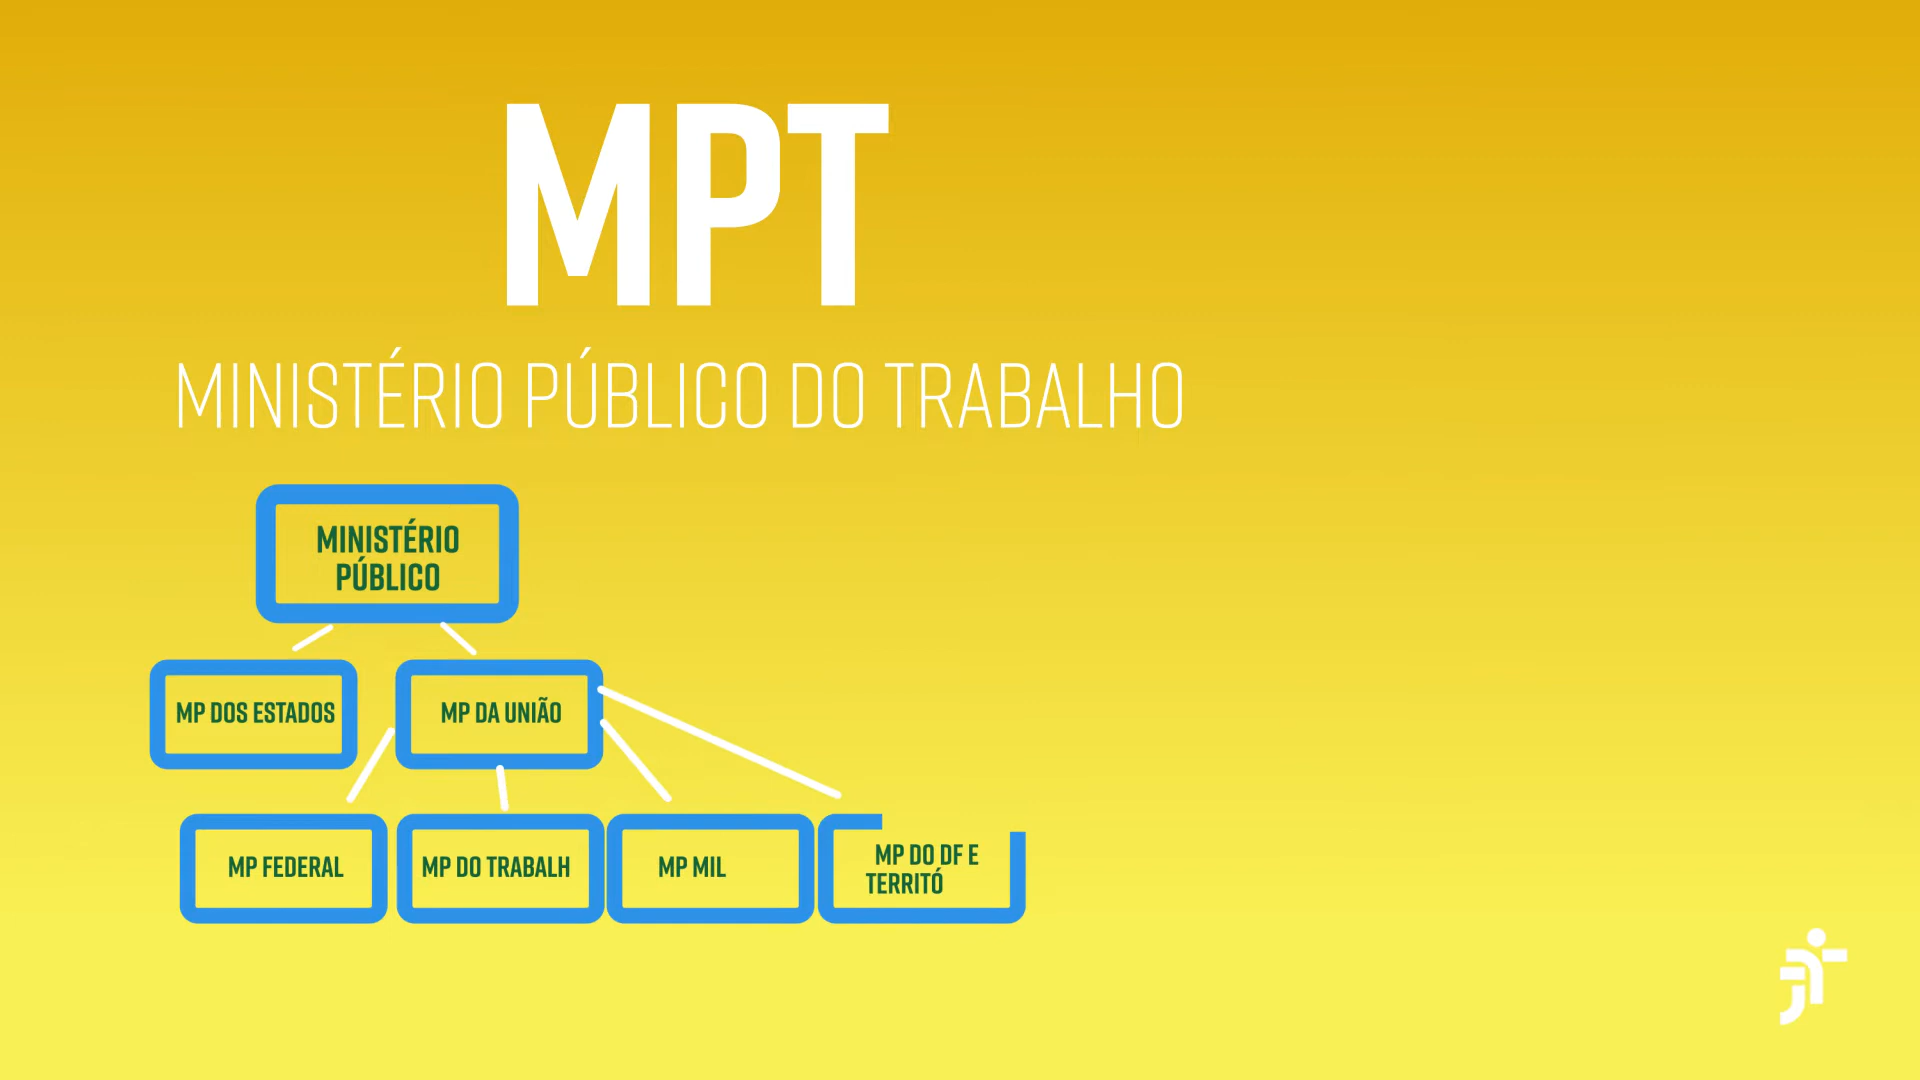 MPT
MINISTÉRIO PÚBLICO DO TRABALHO
MINISTÉRIO
PÚBLICO
MP DOS ESTADOS
MP DA UNIÃO
MP FEDERAL
MP DO TRABALH
MP MIL
MP DO DF E
TERRITÓ